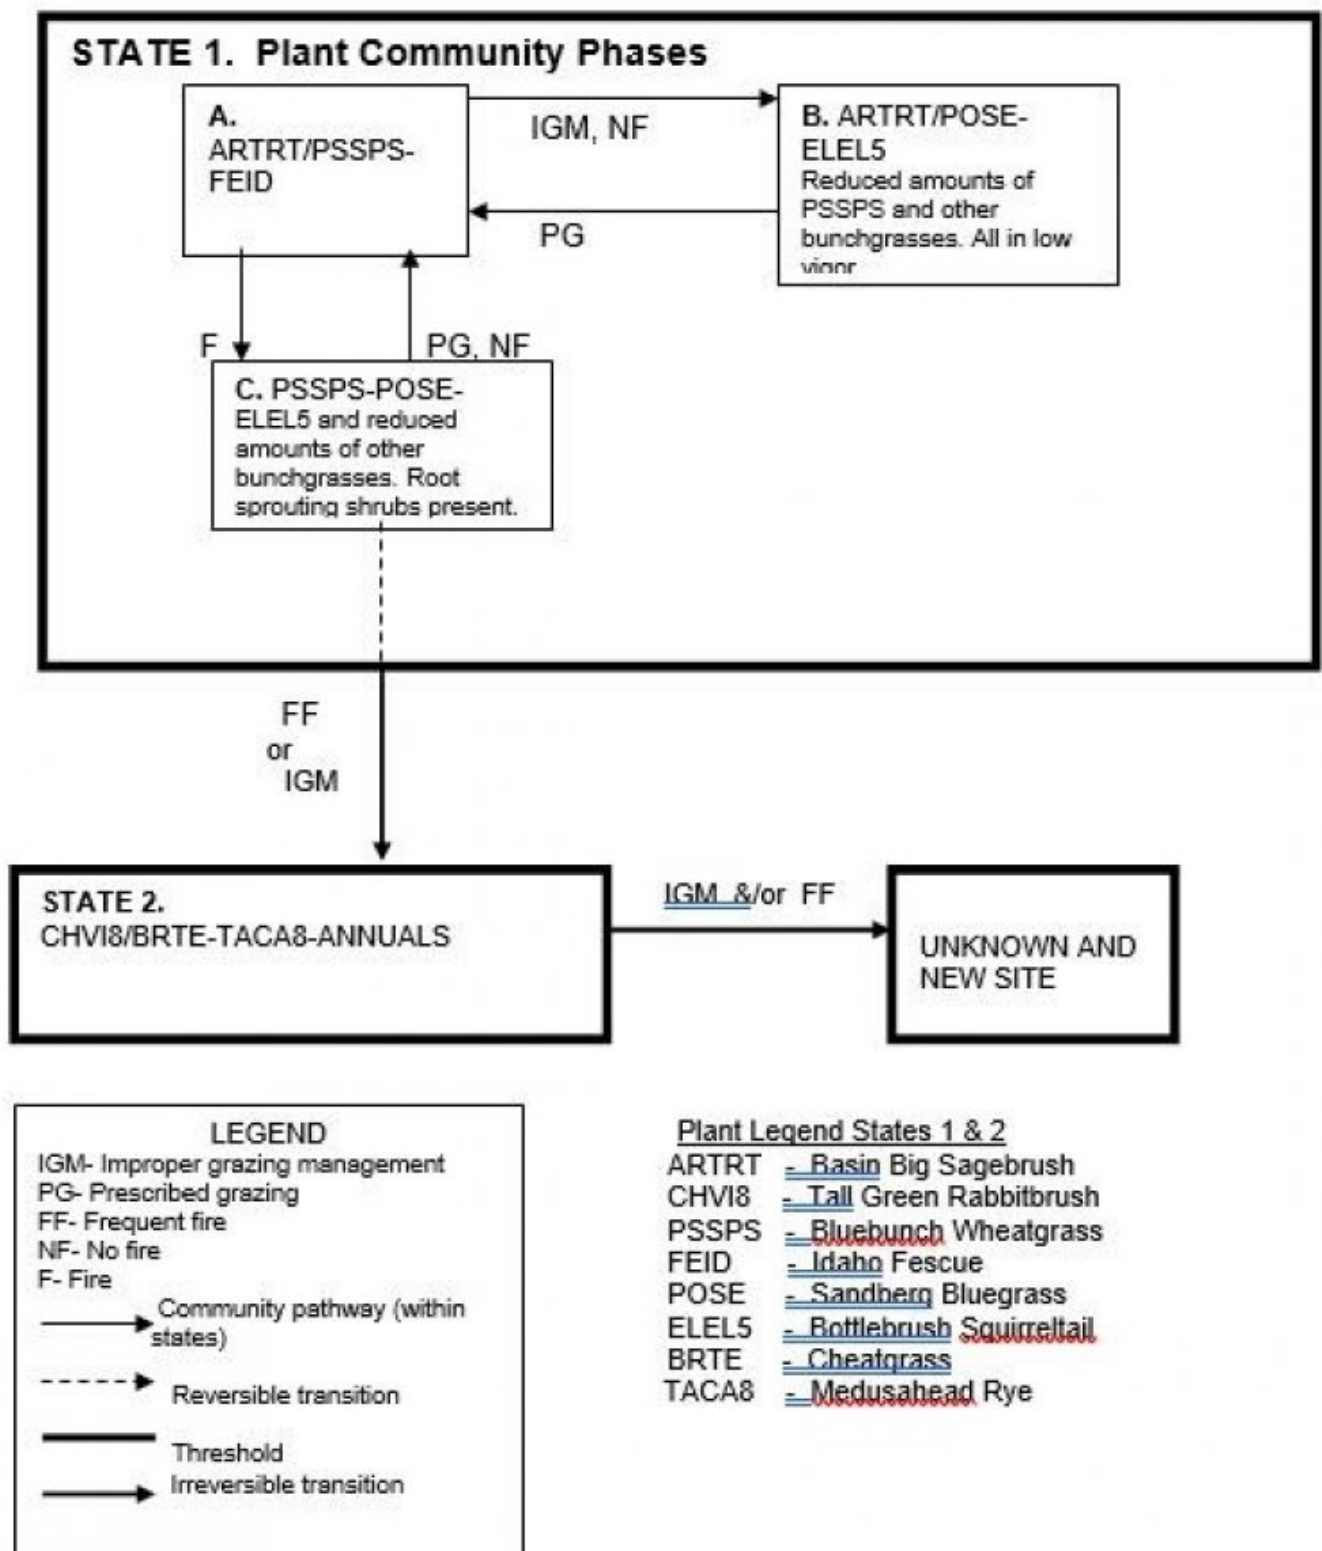 STATE 1. Plant Community Phases
A.
ARTRT/PSSPS-
FEID
IGM, NF
PG
B. ARTRT/POSE-
ELEL5
Reduced amounts of
PSSPS and other
bunchgrasses. All in low
vigor
F
PG, NF
C. PSSPS-POSE-
ELEL5 and reduced
amounts of other
bunchgrasses. Root
sprouting shrubs present.
FF
or
IGM
STATE 2.
CHVI8/BRTE-TACA8-ANNUALS
IGM &/or FF
UNKNOWN AND
NEW SITE
LEGEND
IGM- Improper grazing management
PG- Prescribed grazing
FF- Frequent fire
NF- No fire
F- Fire
Community pathway (within
states)
Reversible transition
Threshold
Irreversible transition
Plant Legend States 1 & 2
ARTRT - Basin Big Sagebrush
CHVI8 - Tall Green Rabbitbrush
PSSPS - Bluebunch Wheatgrass
FEID - Idaho Fescue
POSE - Sandberg Bluegrass
ELEL5 - Bottlebrush Squirreltail
BRTE - Cheatgrass
TACA8 - Medusahead Rye